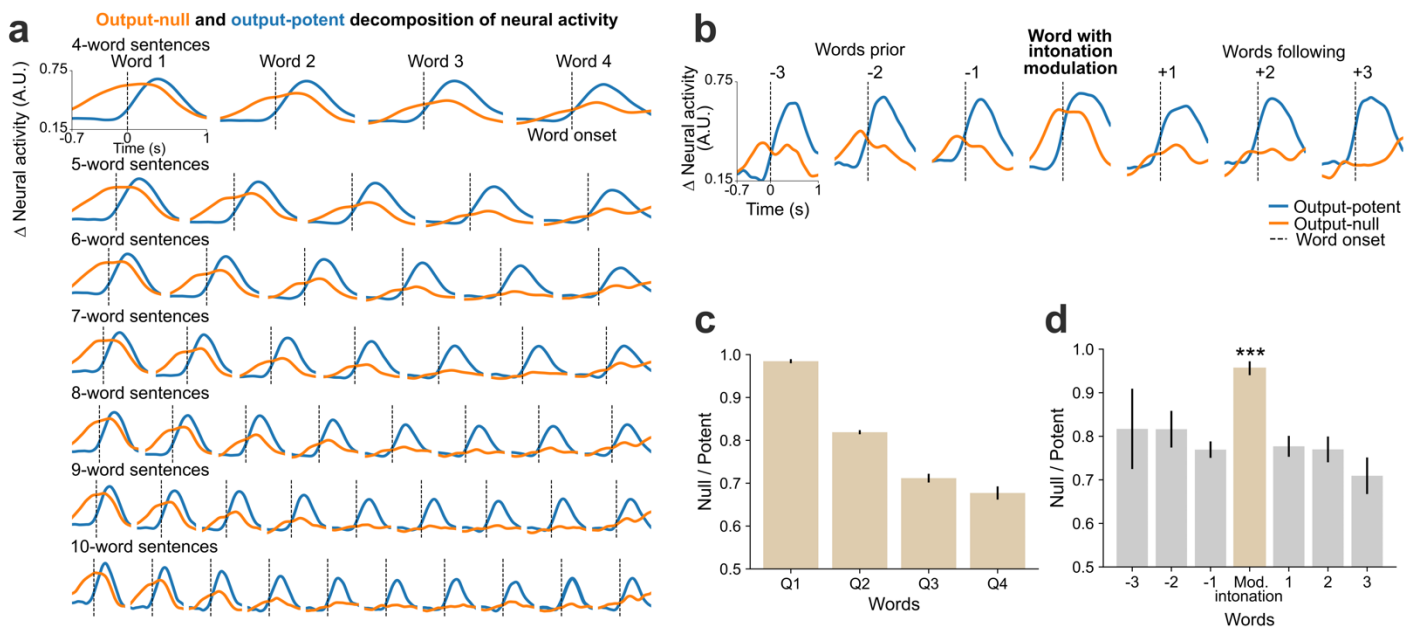 a
Output-null and output-potent decomposition of neural activity
4-word sentences
Word 1 Word 2 Word 3 Word 4
Δ Neural activity (A.U.)
0.75
0.15
-0.7 0 1
Time (s)
Word onset
5-word sentences
6-word sentences
7-word sentences
8-word sentences
9-word sentences
10-word sentences
b
Words prior
Word with
intonation
modulation
Words following
-3 -2 -1 +1 +2 +3
Δ Neural activity
(A.U.)
0.75
0.15
-0.7 0 1
Time (s)
Output-potent
Output-null
Word onset
c
Null / Potent
1.0
0.9
0.8
0.7
0.6
0.5
Q1 Q2 Q3 Q4
Words
d
Null / Potent
1.0
0.9
0.8
0.7
0.6
0.5
***
-3 -2 -1 Mod. 1 2 3
intonation
Words